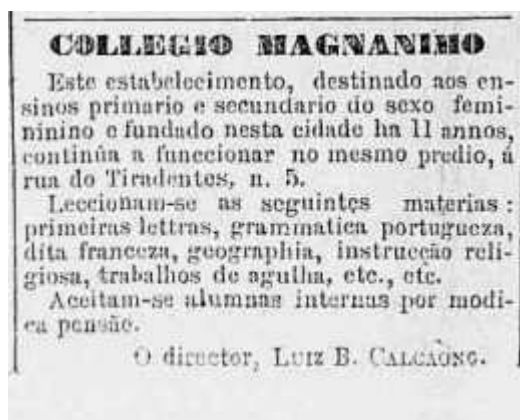 COLLEGIO MAGNANIMO
Este estabelecimento, destinado aos en-
sinos primario e secundario do sexo femi-
ninino e fundado nesta cidade ha 11 annos,
continúa a funccionar no mesmo predio, á
rua do Tiradentes, n. 5.
Leccionam-se as seguintes materias :
primeiras lettras, grammatica portugueza,
dita franceza, geographia, instrucção reli-
giosa, trabalhos de agulha, etc., etc.
Aceitam-se alumnas internas por modi-
ca pensão.
O director, LUIZ B. CALCAONG.